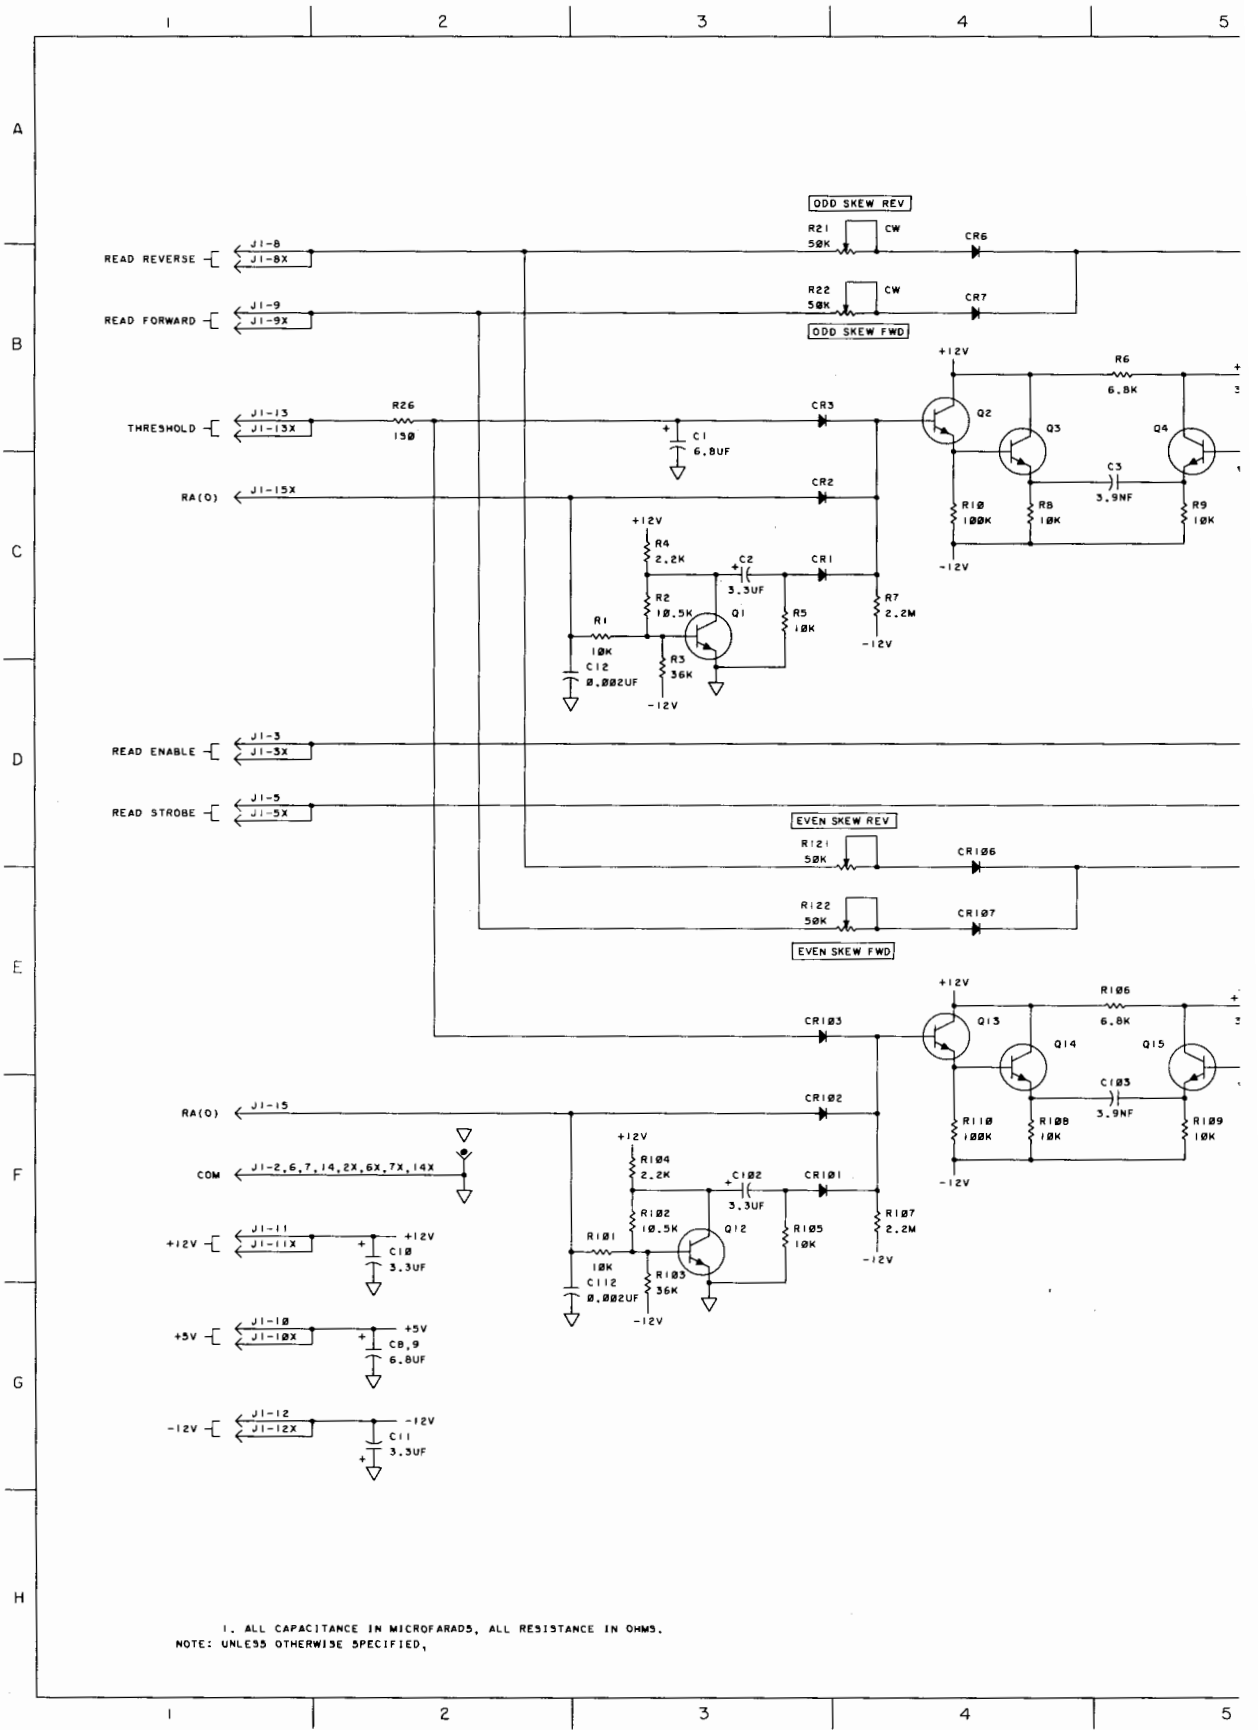 1 2 3 4 5
A
ODD SKEW REV
R21 CW CR6
50K
J1-8
READ REVERSE J1-8X
R22 CW CR7
50K
J1-9
READ FORWARD J1-9X
ODD SKEW FWD
B
+12V R6
6.8K
R26 CR3 Q2
J1-13
THRESHOLD J1-13X
150
+ C1
6.8UF
Q3 Q4
CR2 C3
RA(0) J1-15X
3.9NF
R10 R8 R9
100K 10K 10K
+12V
R4
2.2K
C
C2 CR1 -12V
+
3.3UF
R2 R5 R7
10.5K Q1 10K 2.2M
R1
10K -12V
C12 R3
0.002UF 36K
-12V
J1-3
READ ENABLE J1-3X
D
J1-5
READ STROBE J1-5X
EVEN SKEW REV
R121 CR106
50K
R122 CR107
50K
EVEN SKEW FWD
E
+12V R106
6.8K
CR103 Q13
Q14 Q15
CR102 C103
RA(0) J1-15
3.9NF
R110 R108 R109
100K 10K 10K
+12V
R104
2.2K
F
COM J1-2,6,7,14,2X,6X,7X,14X
C102 CR101 -12V
+
3.3UF
R102 R105 R107
10.5K Q12 10K 2.2M
J1-11 +12V
+12V J1-11X
+ C10
3.3UF
R101
10K -12V
C112 R103
0.002UF 36K
-12V
J1-10 +5V
+5V J1-10X
+ C8,9
6.8UF
G
J1-12 -12V
-12V J1-12X
C11
+ 3.3UF
H
1. ALL CAPACITANCE IN MICROFARADS, ALL RESISTANCE IN OHMS.
NOTE: UNLESS OTHERWISE SPECIFIED,
1 2 3 4 5